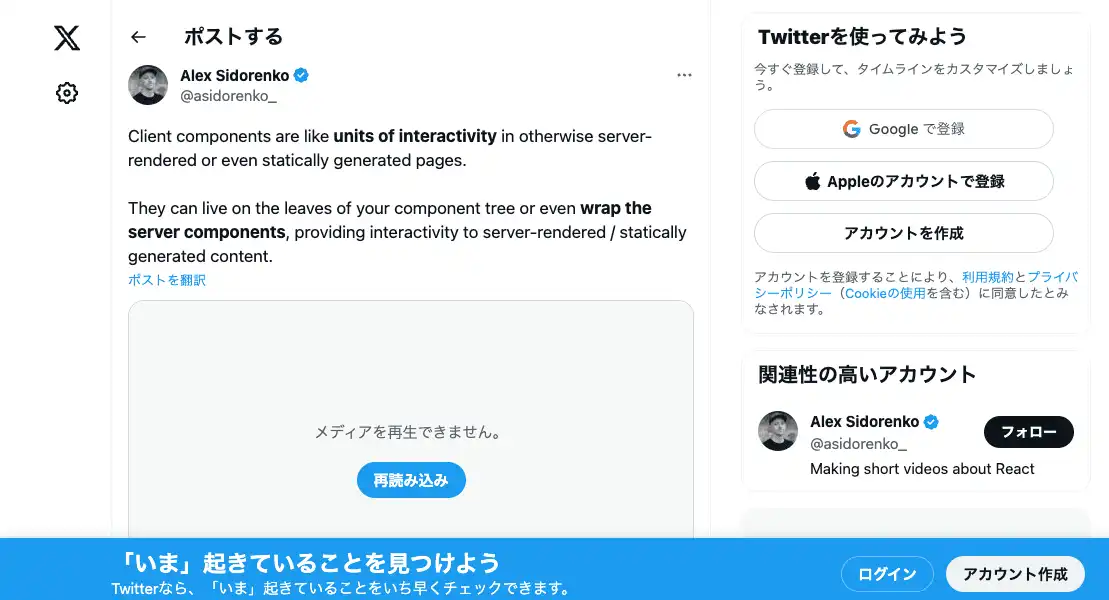 ポストする
Alex Sidorenko
@asidorenko_
Client components are like units of interactivity in otherwise server-
rendered or even statically generated pages.
They can live on the leaves of your component tree or even wrap the
server components, providing interactivity to server-rendered / statically
generated content.
ポストを翻訳
メディアを再生できません。
再読み込み
Twitterを使ってみよう
今すぐ登録して、タイムラインをカスタマイズしましょ
う。
Google で登録
Appleのアカウントで登録
アカウントを作成
アカウントを登録することにより、利用規約とプライバ
シーポリシー（Cookieの使用を含む）に同意したとみ
なされます。
関連性の高いアカウント
Alex Sidorenko
@asidorenko_
フォロー
Making short videos about React
「いま」起きていることを見つけよう
Twitterなら、「いま」起きていることをいち早くチェックできます。
ログイン
アカウント作成